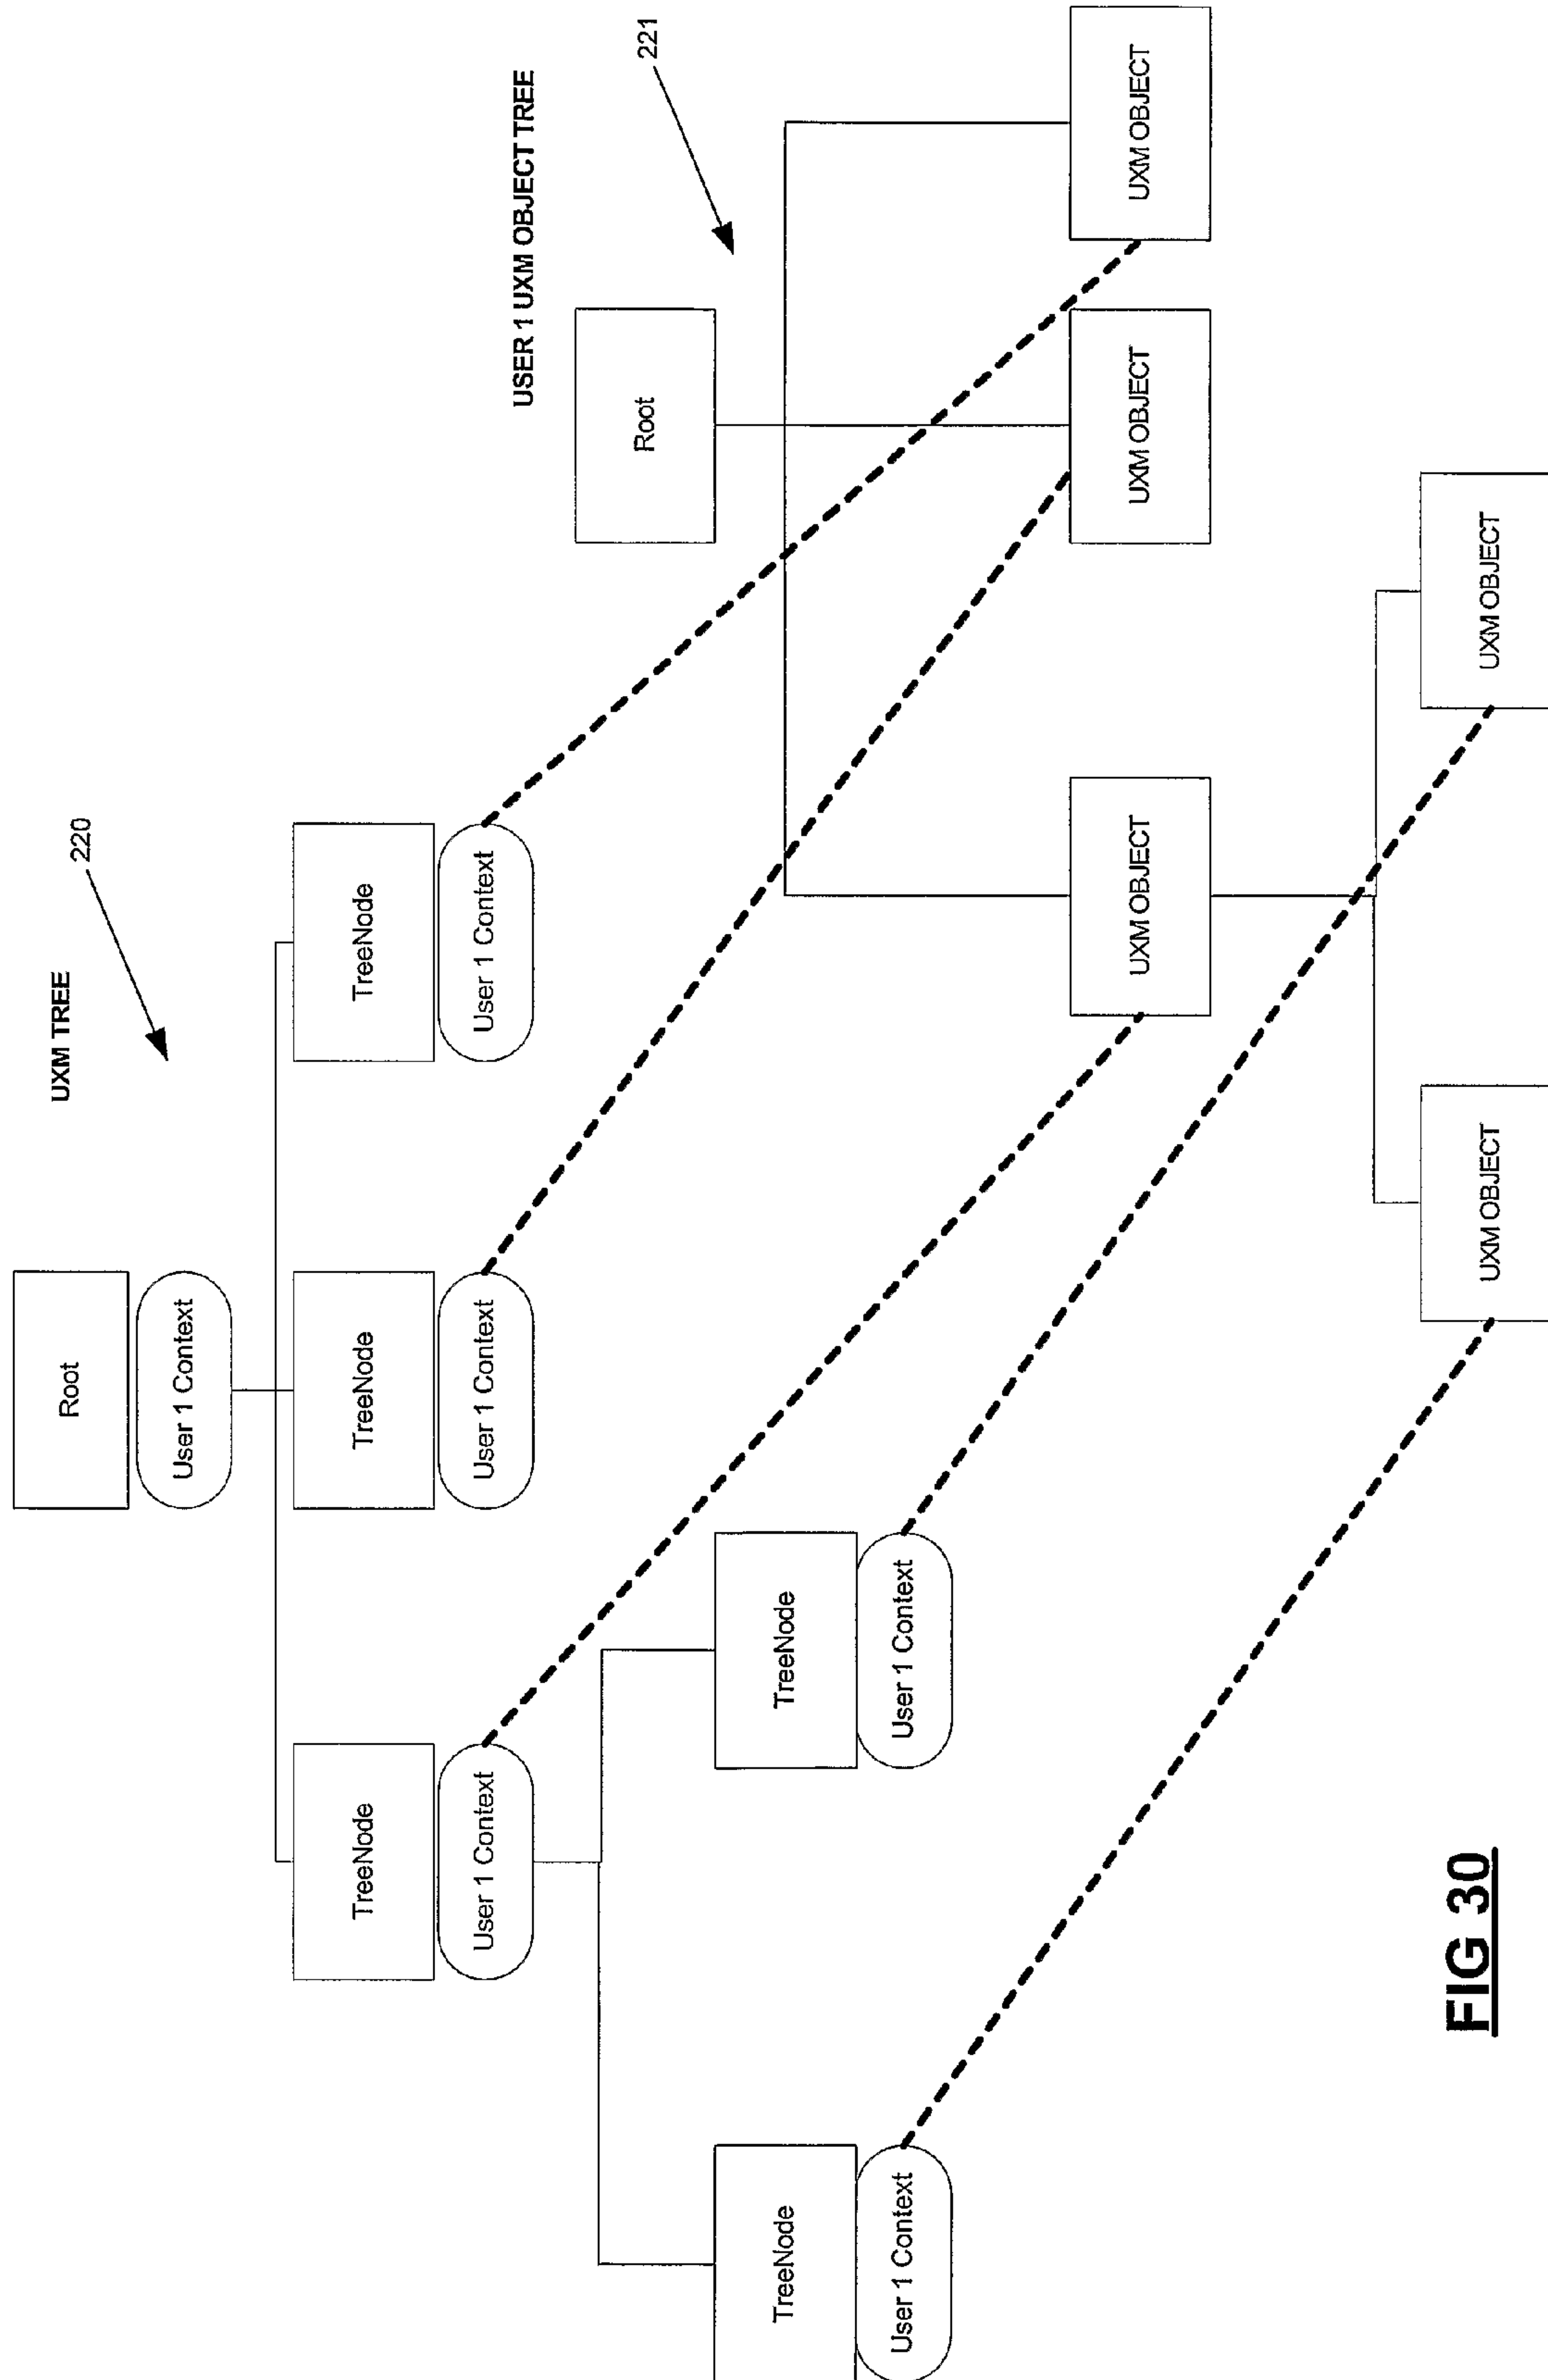 UXM TREE
220
Root
User 1 Context
TreeNode
User 1 Context
TreeNode
User 1 Context
TreeNode
User 1 Context
TreeNode
User 1 Context
TreeNode
User 1 Context
USER 1 UXM OBJECT TREE
221
Root
UXM OBJECT
UXM OBJECT
UXM OBJECT
UXM OBJECT
UXM OBJECT
FIG 30